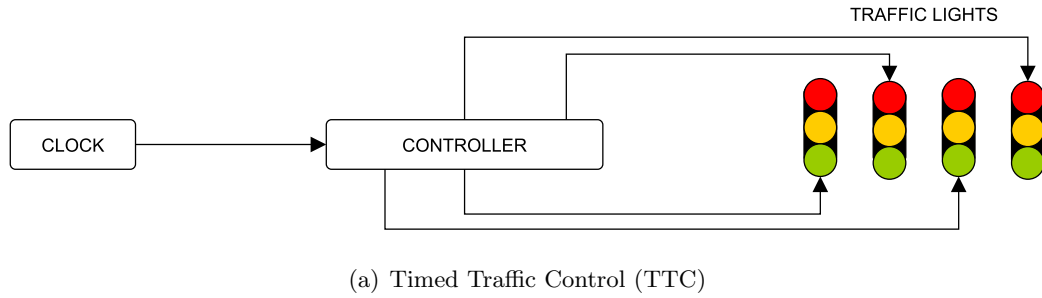 TRAFFIC LIGHTS
CLOCK
CONTROLLER
(a) Timed Traffic Control (TTC)